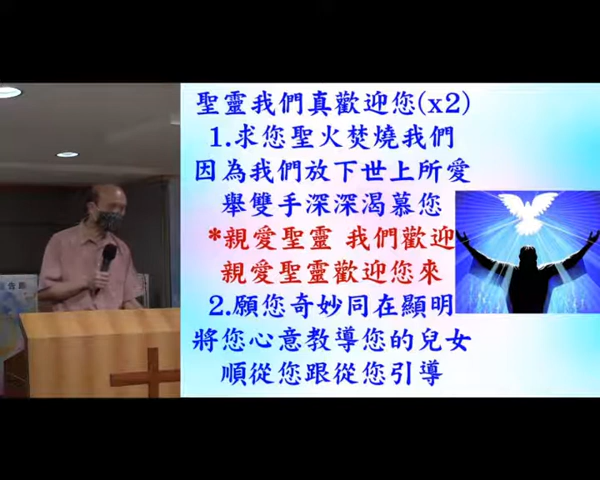 聖靈我們真歡迎您(x2)
1.求您聖火焚燒我們
因為我們放下世上所愛
舉雙手深深渴慕您
*親愛聖靈 我們歡迎
親愛聖靈歡迎您來
2.願您奇妙同在顯明
將您心意教導您的兒女
順從您跟從您引導